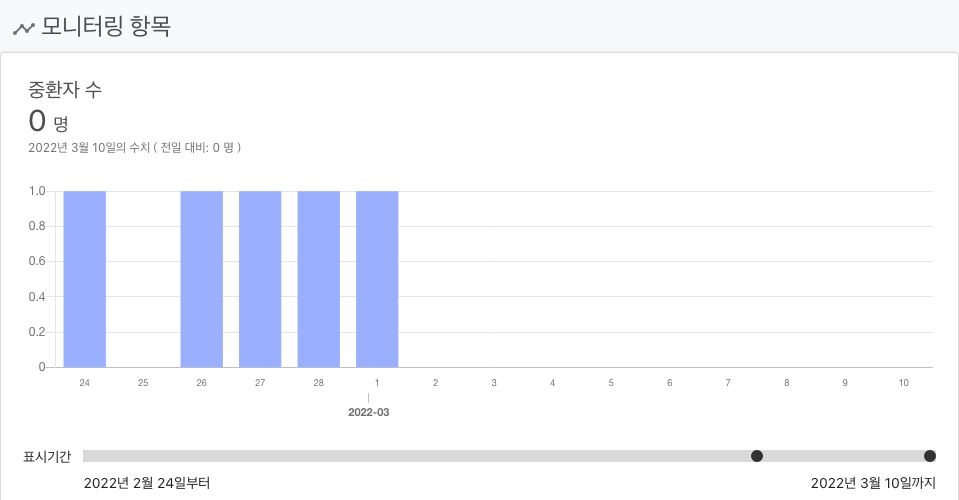 모니터링 항목
중환자 수
0 명
2022년 3월 10일의 수치 ( 전일 대비: 0 명 )
1.0
0.8
0.6
0.4
0.2
0
24 25 26 27 28 1 2 3 4 5 6 7 8 9 10
2022-03
표시기간
2022년 2월 24일부터 2022년 3월 10일까지